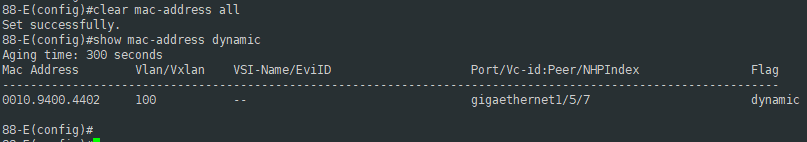 88-E(config)#clear mac-address all
Set successfully.
88-E(config)#show mac-address dynamic
Aging time: 300 seconds
Mac Address Vlan/Vxlan VSI-Name/EviID Port/Vc-id:Peer/NHPIndex Flag
--------------------------------------------------------------------------------------------------------------
0010.9400.4402 100 -- gigaethernet1/5/7 dynamic
88-E(config)#
88-E(config)#